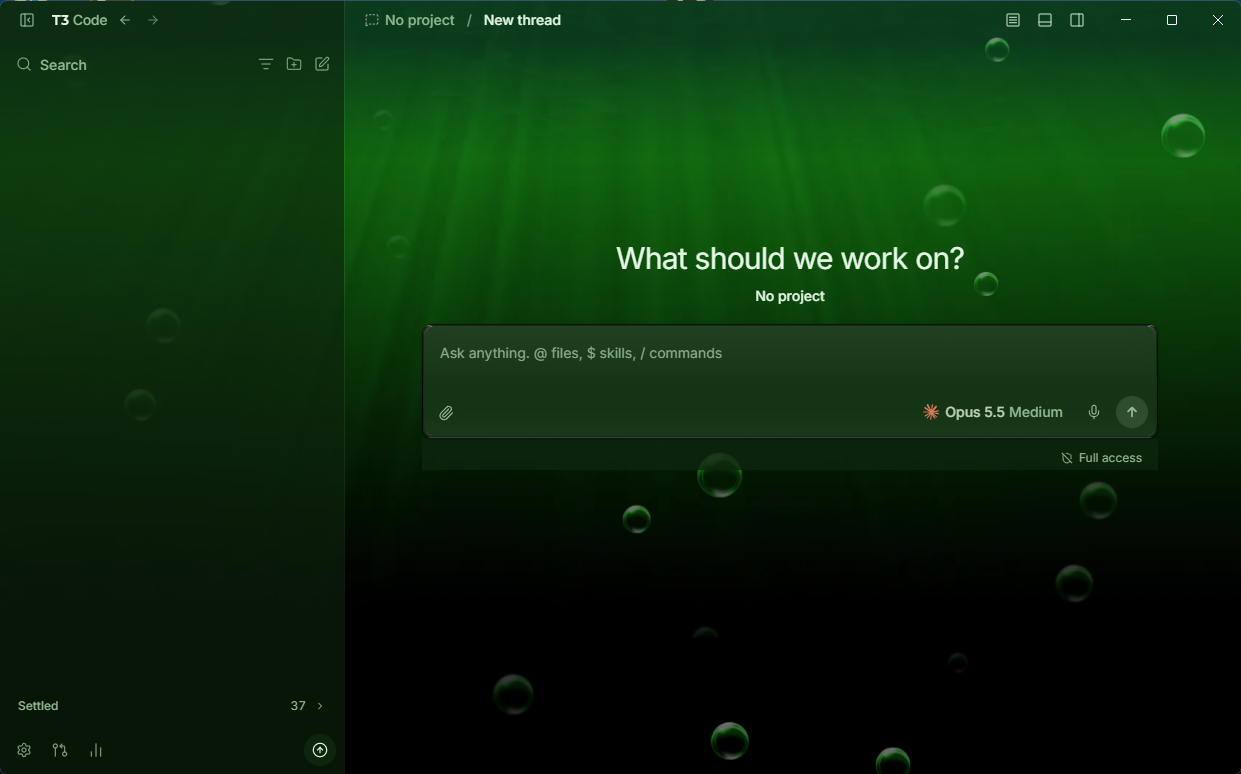 T3 Code
No project / New thread
Search
What should we work on?
No project
Ask anything. @ files, $ skills, / commands
Opus 5.5 Medium
Full access
Settled 37